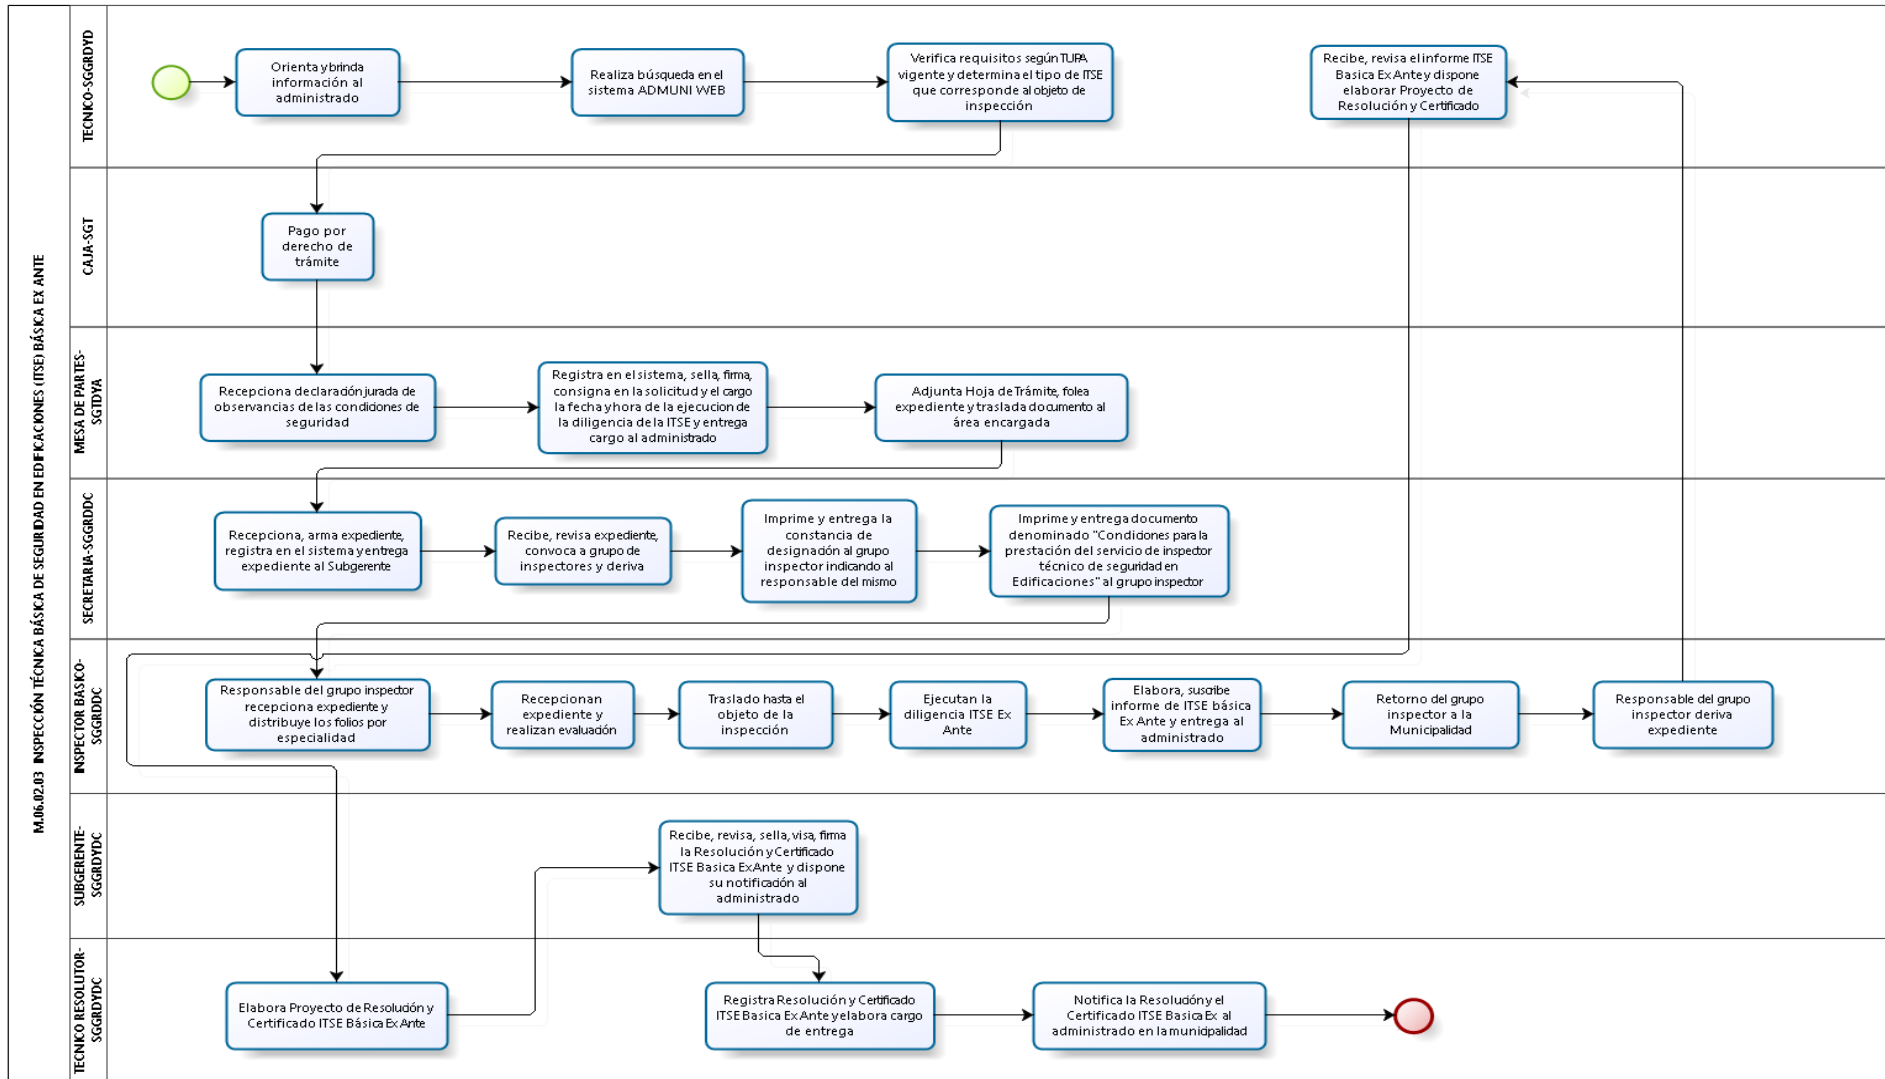 M.06.02.03 INSPECCIÓN TÉCNICA BÁSICA DE SEGURIDAD EN EDIFICACIONES (ITSE) BÁSICA EX ANTE
TECNICO-SGGRDYD
Orienta y brinda
información al
administrado
Realiza búsqueda en el
sistema ADMUNI WEB
Verifica requisitos según TUPA
vigente y determina el tipo de ITSE
que corresponde al objeto de
inspección
Recibe, revisa el informe ITSE
Basica Ex Ante y dispone
elaborar Proyecto de
Resolución y Certificado
CAJA-SGT
Pago por
derecho de
trámite
MESA DE PARTES-
SGTDYA
Recepciona declaración jurada de
observancias de las condiciones de
seguridad
Registra en el sistema, sella, firma,
consigna en la solicitud y el cargo
la fecha y hora de la ejecucion de
la diligencia de la ITSE y entrega
cargo al administrado
Adjunta Hoja de Trámite, folea
expediente y traslada documento al
área encargada
SECRETARIA-SGGRDDC
Recepciona, arma expediente,
registra en el sistema y entrega
expediente al Subgerente
Recibe, revisa expediente,
convoca a grupo de
inspectores y deriva
Imprime y entrega la
constancia de
designación al grupo
inspector indicando al
responsable del mismo
Imprime y entrega documento
denominado "Condiciones para la
prestación del servicio de inspector
técnico de seguridad en
Edificaciones" al grupo inspector
INSPECTOR BASICO-
SGGRDDC
Responsable del grupo inspector
recepciona expediente y
distribuye los folios por
especialidad
Recepcionan
expediente y
realizan evaluación
Traslado hasta el
objeto de la
inspección
Ejecutan la
diligencia ITSE Ex
Ante
Elabora, suscribe
informe de ITSE básica
Ex Ante y entrega al
administrado
Retorno del grupo
inspector a la
Municipalidad
Responsable del grupo
inspector deriva
expediente
SUBGERENTE-
SGGRDYDC
Recibe, revisa, sella, visa, firma
la Resolución y Certificado
ITSE Basica Ex Ante y dispone
su notificación al
administrado
TECNICO RESOLUTOR-
SGGRDYDC
Elabora Proyecto de Resolución y
Certificado ITSE Básica Ex Ante
Registra Resolución y Certificado
ITSE Basica Ex Ante y elabora cargo
de entrega
Notifica la Resolución y el
Certificado ITSE Basica Ex al
administrado en la municipalidad